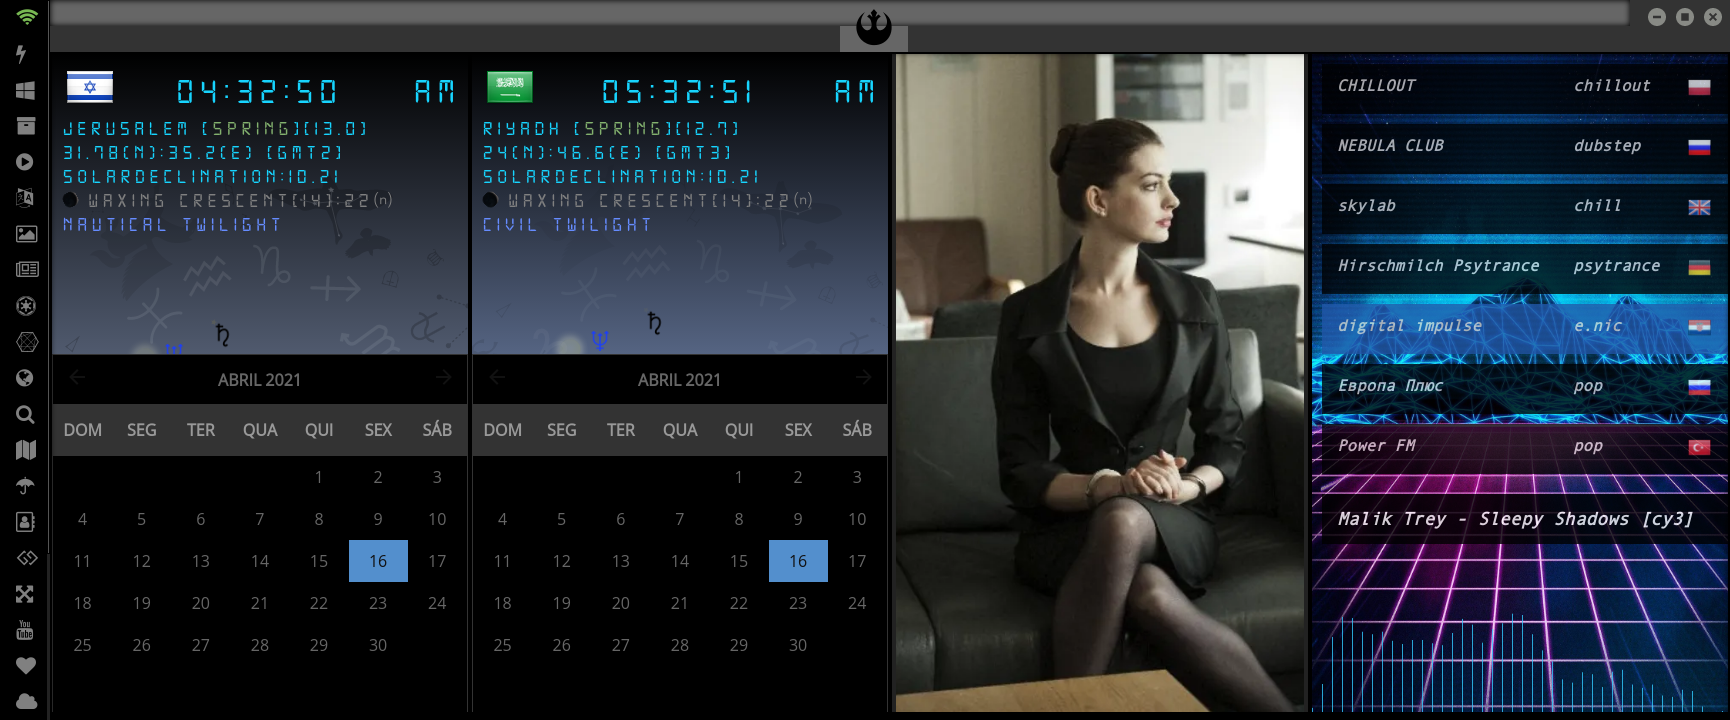 04:32:50 AM
JERUSALEM [SPRING][13.0]
31.78(N):35.2(E) [GMT2]
SOLARDECLINATION:10.21
WAXING CRESCENT[14]:22(n)
NAUTICAL TWILIGHT
ABRIL 2021
DOM SEG TER QUA QUI SEX SÁB
1 2 3
4 5 6 7 8 9 10
11 12 13 14 15 16 17
18 19 20 21 22 23 24
25 26 27 28 29 30
05:32:51 AM
RIYADH [SPRING][12.7]
24(N):46.6(E) [GMT3]
SOLARDECLINATION:10.21
WAXING CRESCENT[14]:22(n)
CIVIL TWILIGHT
ABRIL 2021
DOM SEG TER QUA QUI SEX SÁB
1 2 3
4 5 6 7 8 9 10
11 12 13 14 15 16 17
18 19 20 21 22 23 24
25 26 27 28 29 30
CHILLOUT chillout
NEBULA CLUB dubstep
skylab chill
Hirschmilch Psytrance psytrance
digital impulse e.nic
Европа Плюс pop
Power FM pop
Malik Trey - Sleepy Shadows [cy3]
You
Tube